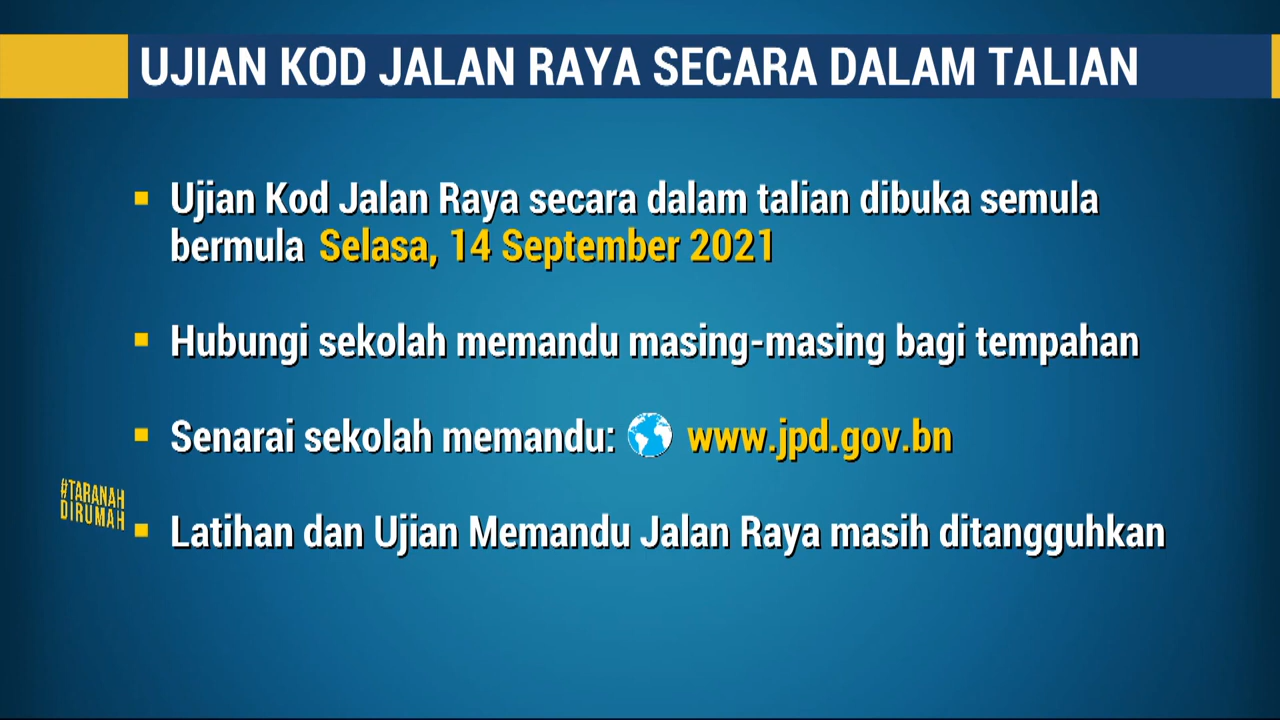 UJIAN KOD JALAN RAYA SECARA DALAM TALIAN
Ujian Kod Jalan Raya secara dalam talian dibuka semula
bermula Selasa, 14 September 2021
Hubungi sekolah memandu masing-masing bagi tempahan
Senarai sekolah memandu: www.jpd.gov.bn
#TARANAH
DIRUMAH
Latihan dan Ujian Memandu Jalan Raya masih ditangguhkan